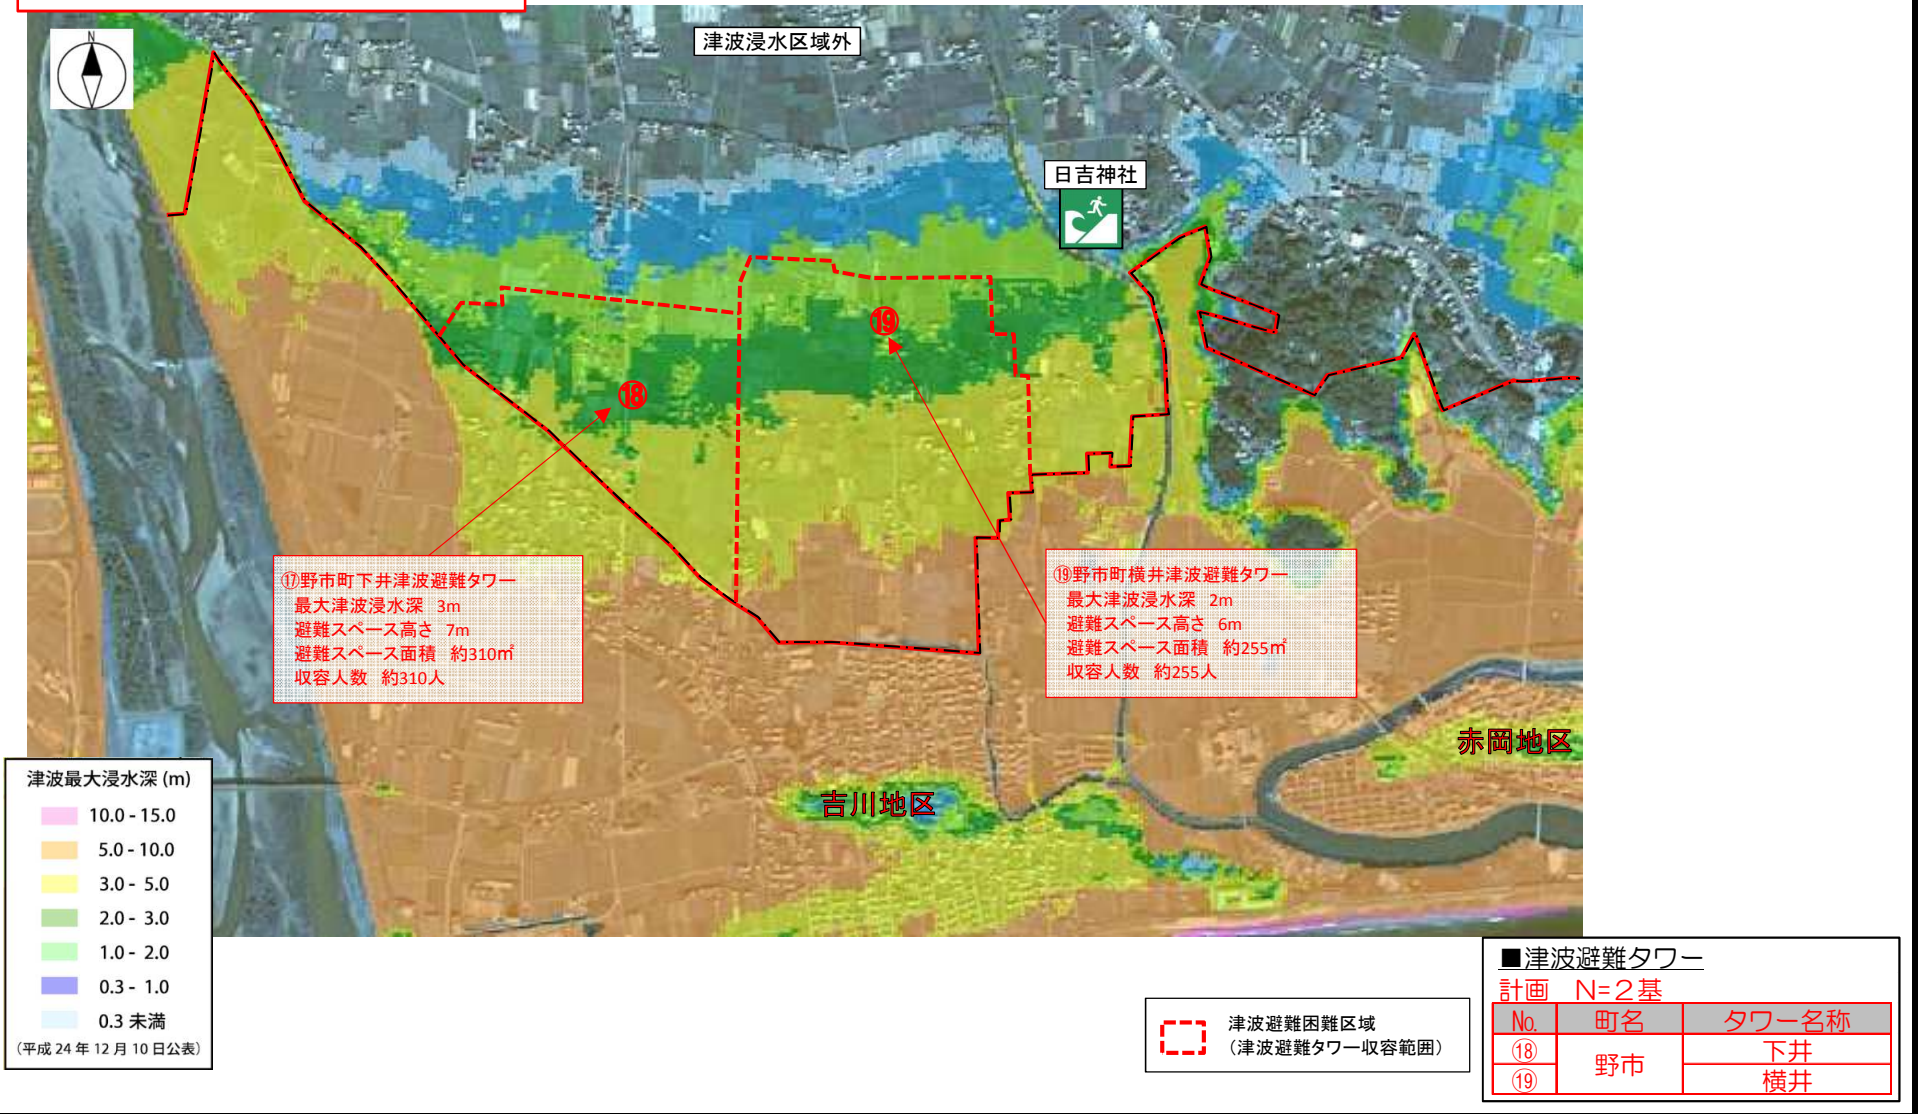 N
津波浸水区域外
日吉神社
⑲
⑱
⑰野市町下井津波避難タワー
最大津波浸水深 3m
避難スペース高さ 7m
避難スペース面積 約310㎡
収容人数 約310人
⑲野市町横井津波避難タワー
最大津波浸水深 2m
避難スペース高さ 6m
避難スペース面積 約255㎡
収容人数 約255人
赤岡地区
吉川地区
津波最大浸水深 (m)
10.0 - 15.0
5.0 - 10.0
3.0 - 5.0
2.0 - 3.0
1.0 - 2.0
0.3 - 1.0
0.3 未満
(平成 24 年 12 月 10 日公表)
津波避難困難区域
(津波避難タワー収容範囲)
■津波避難タワー
計画 N=2基
No. 町名 タワー名称
⑱ 野市 下井
⑲ 横井